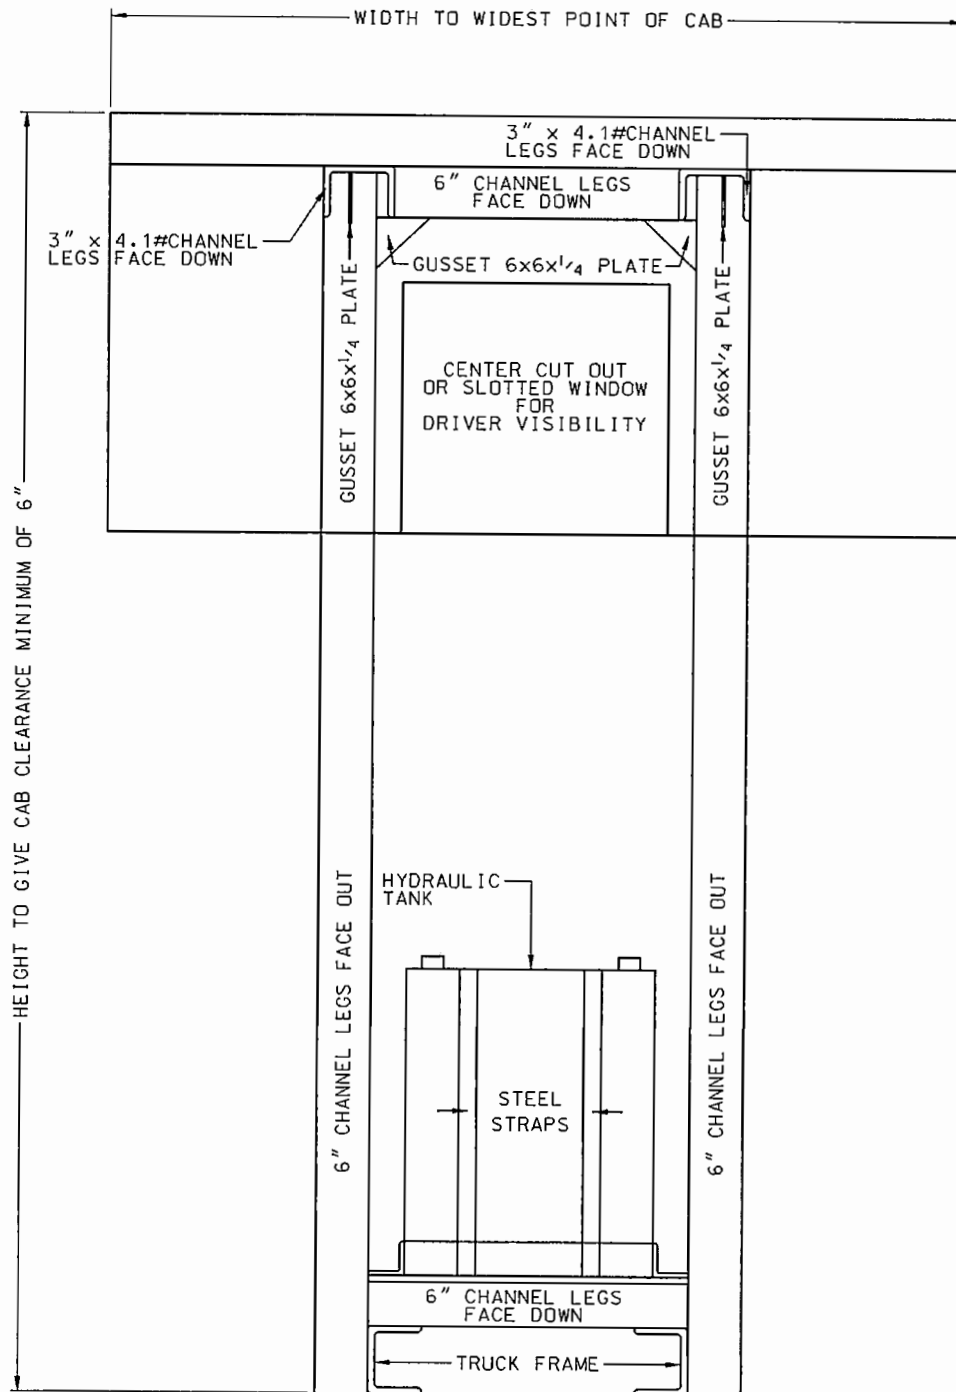 WIDTH TO WIDEST POINT OF CAB
3" x 4.1#CHANNEL
LEGS FACE DOWN
6" CHANNEL LEGS
FACE DOWN
3" x 4.1#CHANNEL
LEGS FACE DOWN
GUSSET 6x6x1/4 PLATE
GUSSET 6x6x1/4 PLATE
GUSSET 6x6x1/4 PLATE
CENTER CUT OUT
OR SLOTTED WINDOW
FOR
DRIVER VISIBILITY
HEIGHT TO GIVE CAB CLEARANCE MINIMUM OF 6"
6" CHANNEL LEGS FACE OUT
HYDRAULIC
TANK
6" CHANNEL LEGS FACE OUT
STEEL
STRAPS
6" CHANNEL LEGS
FACE DOWN
TRUCK FRAME